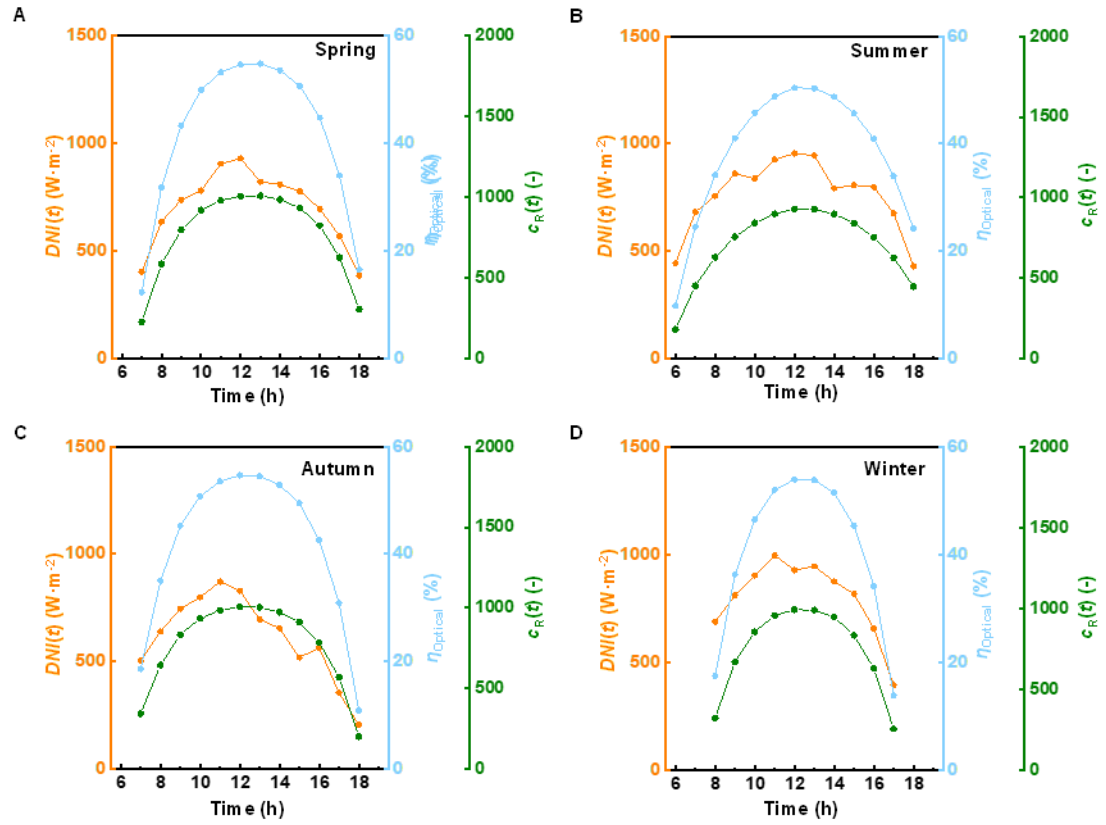 A
Spring
1500
1000
500
0
DNI(t) (W·m-2)
60
40
20
0
ηOptical (%)
2000
1500
1000
500
0
cR(t) (-)
6 8 10 12 14 16 18
Time (h)
B
Summer
1500
1000
500
0
DNI(t) (W·m-2)
60
40
20
0
ηOptical (%)
2000
1500
1000
500
0
cR(t) (-)
6 8 10 12 14 16 18
Time (h)
C
Autumn
1500
1000
500
0
DNI(t) (W·m-2)
60
40
20
0
ηOptical (%)
2000
1500
1000
500
0
cR(t) (-)
6 8 10 12 14 16 18
Time (h)
D
Winter
1500
1000
500
0
DNI(t) (W·m-2)
60
40
20
0
ηOptical (%)
2000
1500
1000
500
0
cR(t) (-)
6 8 10 12 14 16 18
Time (h)